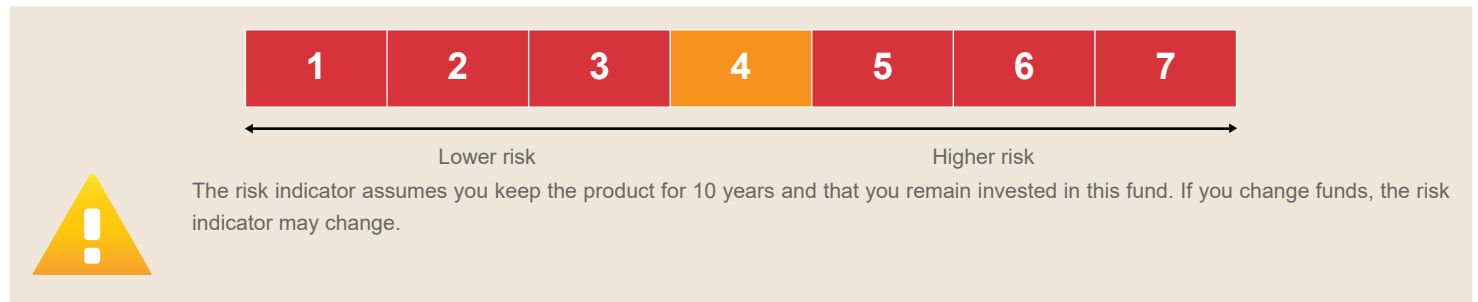 1 2 3 4 5 6 7
Lower risk Higher risk
The risk indicator assumes you keep the product for 10 years and that you remain invested in this fund. If you change funds, the risk
indicator may change.